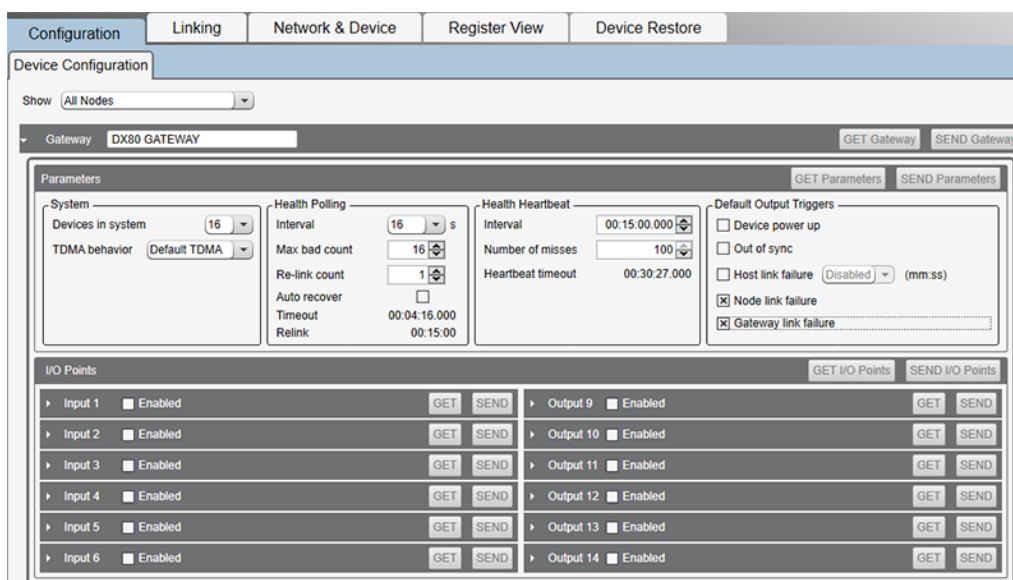 Configuration Linking Network & Device Register View Device Restore
Device Configuration
Show All Nodes
Gateway DX80 GATEWAY GET Gateway SEND Gateway
Parameters GET Parameters SEND Parameters
System
Devices in system 16
TDMA behavior Default TDMA
Health Polling
Interval 16 s
Max bad count 16
Re-link count 1
Auto recover
Timeout 00:04:16.000
Relink 00:15:00
Health Heartbeat
Interval 00:15:00.000
Number of misses 100
Heartbeat timeout 00:30:27.000
Default Output Triggers
Device power up
Out of sync
Host link failure Disabled (mm:ss)
Node link failure
Gateway link failure
I/O Points GET I/O Points SEND I/O Points
Input 1 Enabled GET SEND Output 9 Enabled GET SEND
Input 2 Enabled GET SEND Output 10 Enabled GET SEND
Input 3 Enabled GET SEND Output 11 Enabled GET SEND
Input 4 Enabled GET SEND Output 12 Enabled GET SEND
Input 5 Enabled GET SEND Output 13 Enabled GET SEND
Input 6 Enabled GET SEND Output 14 Enabled GET SEND